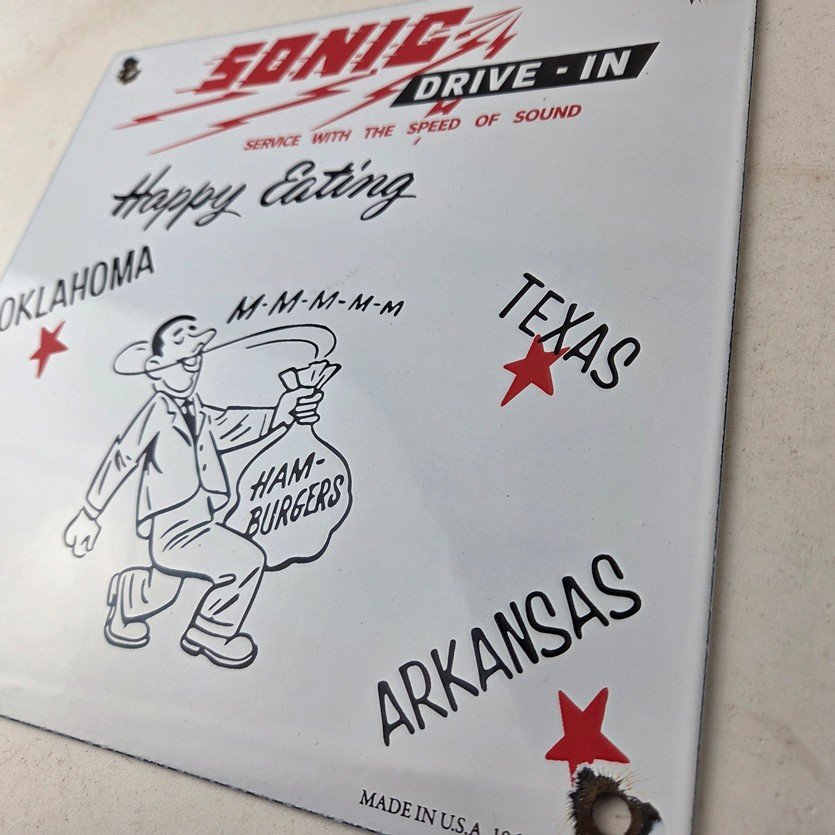 SONIC
DRIVE-IN
SERVICE WITH THE SPEED OF SOUND
Happy Eating
OKLAHOMA
M-M-M-M-M
TEXAS
HAM-
BURGERS
ARKANSAS
MADE IN U.S.A.